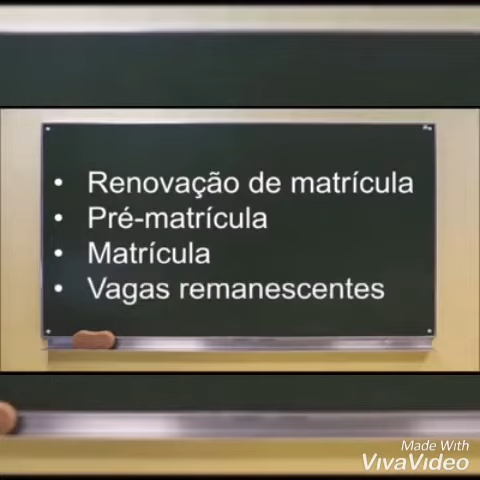 • Renovação de matrícula
• Pré-matrícula
• Matrícula
• Vagas remanescentes
Made With
VivaVideo